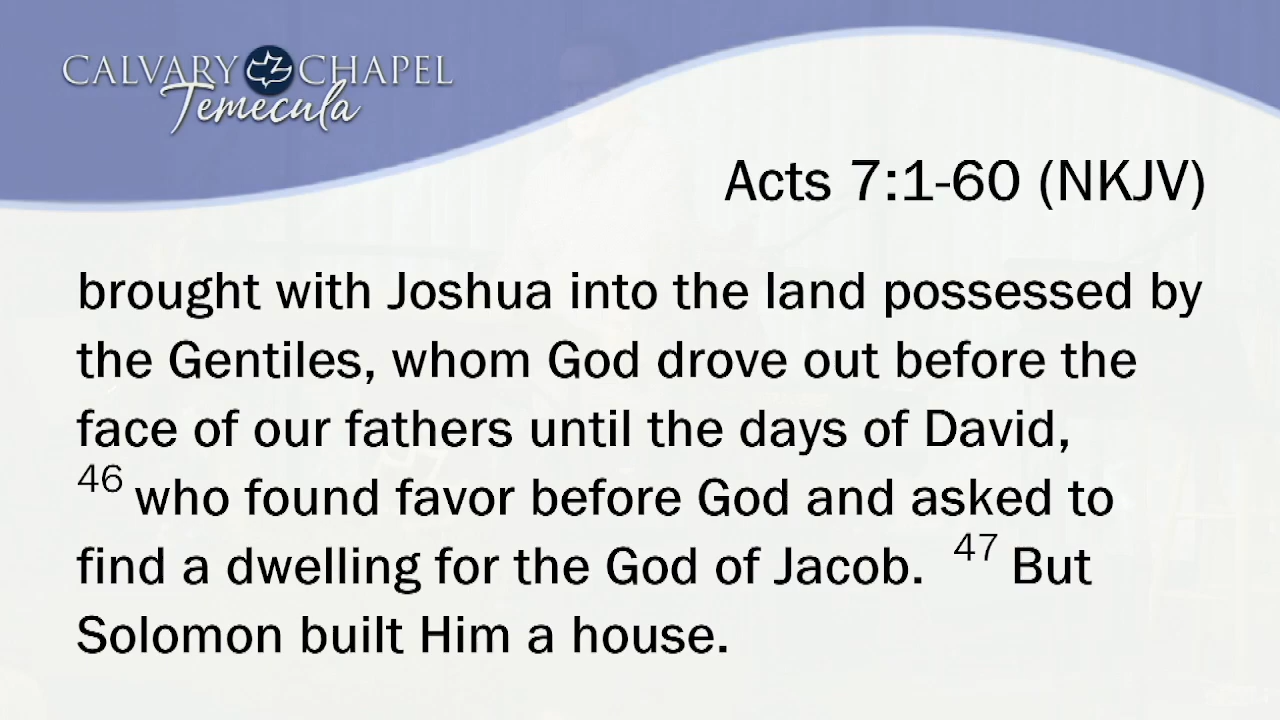 CALVARY CHAPEL
Temecula
Acts 7:1-60 (NKJV)
brought with Joshua into the land possessed by
the Gentiles, whom God drove out before the
face of our fathers until the days of David,
46 who found favor before God and asked to
find a dwelling for the God of Jacob. 47 But
Solomon built Him a house.